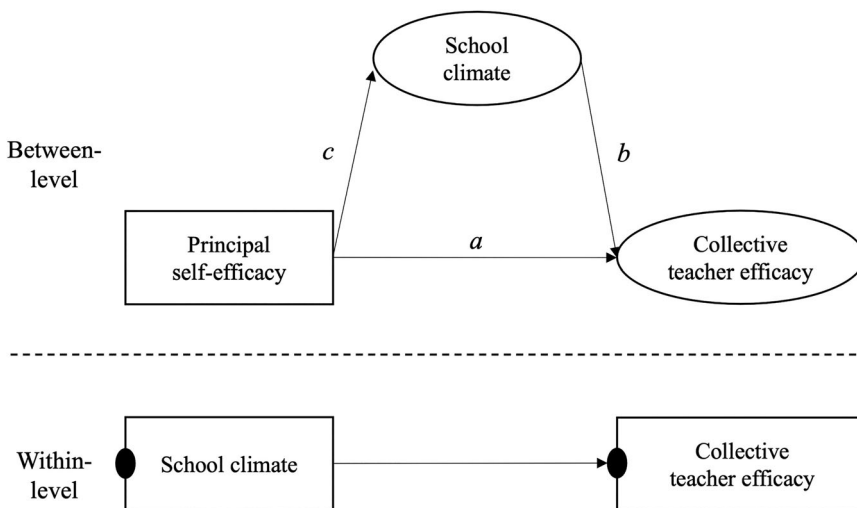 School
climate
Between-
level
c
b
Principal
self-efficacy
a
Collective
teacher efficacy
Within-
level
School climate
Collective
teacher efficacy